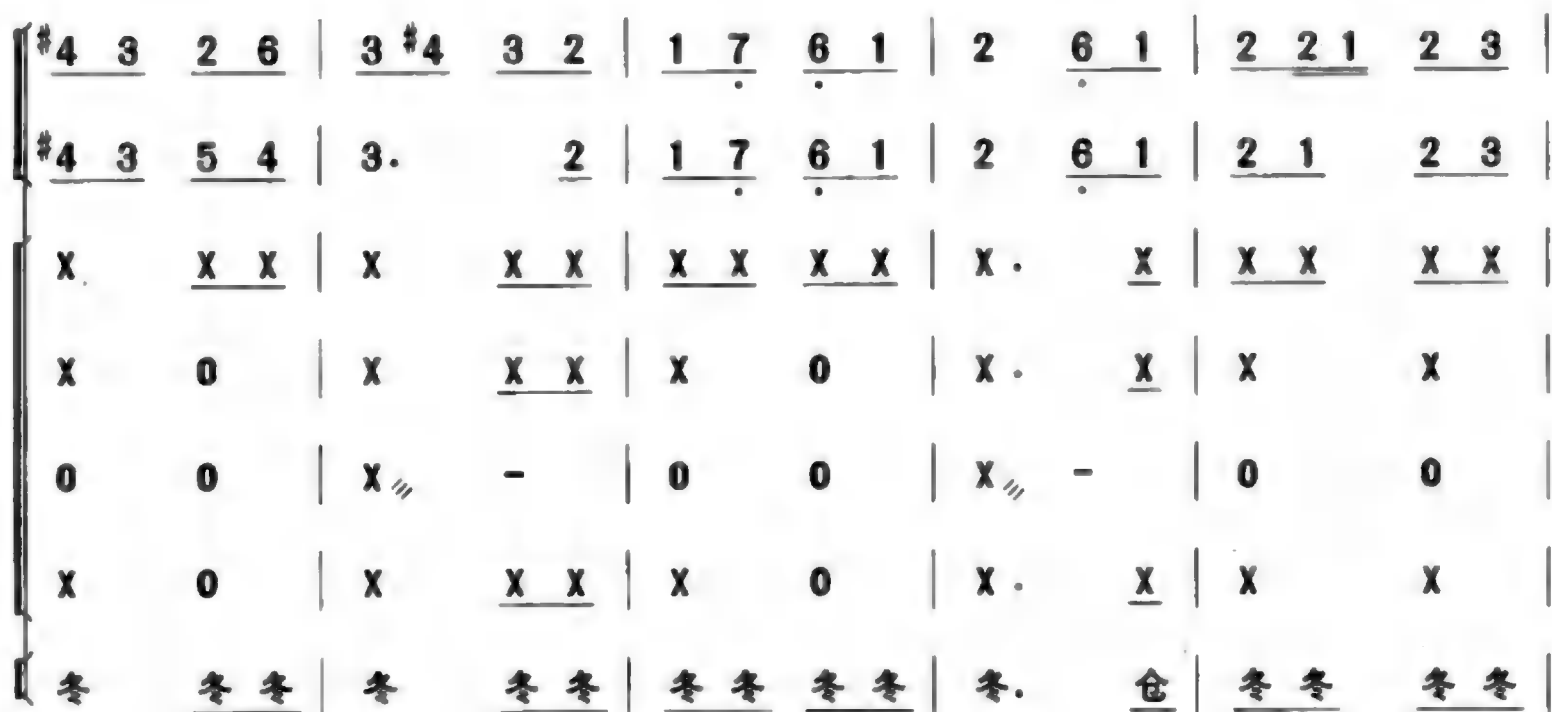 #4 3 2 6 | 3 #4 3 2 | 1 7 6 1 | 2 6 1 | 2 2 1 2 3 |
#4 3 5 4 | 3. 2 | 1 7 6 1 | 2 6 1 | 2 1 2 3 |
X X X | X X X | X X X X | X. X | X X X X |
X 0 | X X X | X 0 | X. X | X X |
0 0 | X/// - | 0 0 | X/// - | 0 0 |
X 0 | X X X | X 0 | X. X | X X |
冬 冬冬 | 冬 冬冬 | 冬冬 冬冬 | 冬. 仓 | 冬冬 冬冬 |